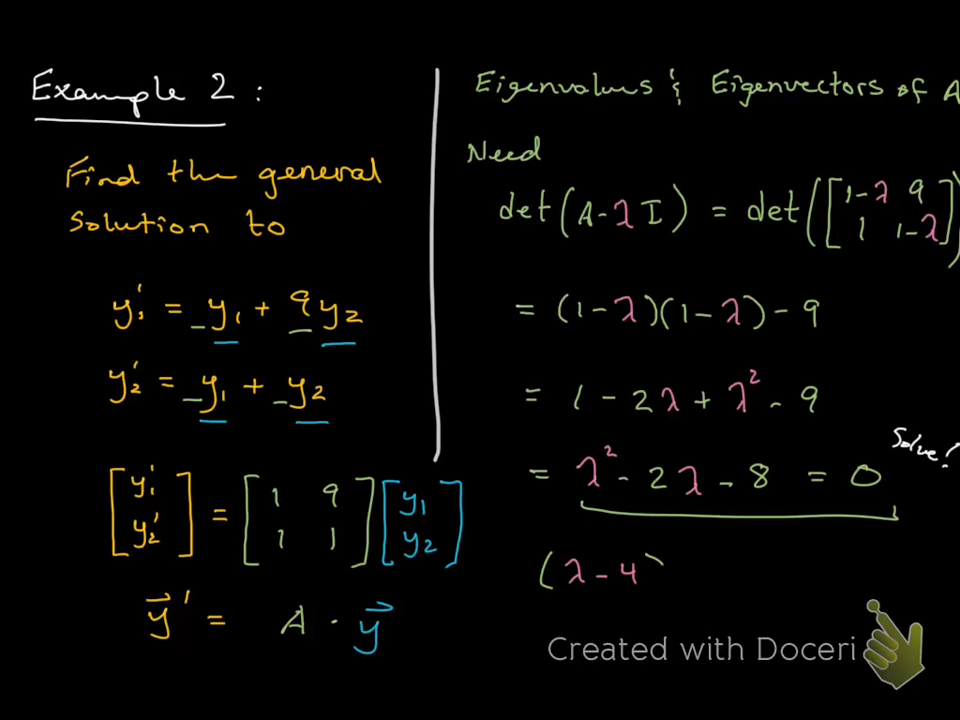 Example 2 :
Find the general
solution to
y₁' = y₁ + 9y₂
y₂' = y₁ + y₂
[y₁' y₂'] = [1 9; 1 1] [y₁ y₂]
y⃗' = A · y⃗
Eigenvalues & Eigenvectors of A
Need
det(A-λI) = det([1-λ 9; 1 1-λ])
= (1-λ)(1-λ) - 9
= 1 - 2λ + λ² - 9
= λ² - 2λ - 8 = 0
Solve!
(λ - 4)
Created with Doceri